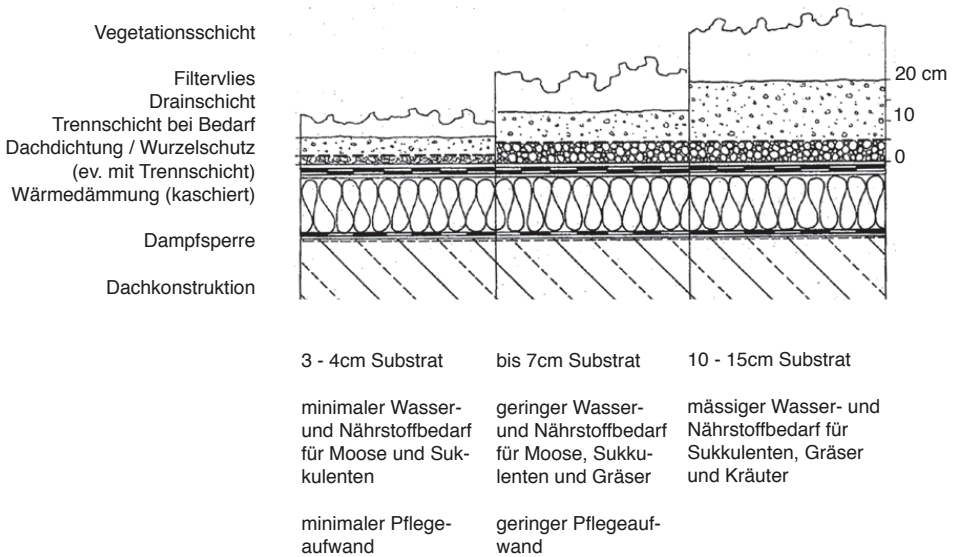 Vegetationsschicht
Filtervlies
Drainschicht
Trennschicht bei Bedarf
Dachdichtung / Wurzelschutz
(ev. mit Trennschicht)
Wärmedämmung (kaschiert)
Dampfsperre
Dachkonstruktion
20 cm
10
0
3 - 4cm Substrat
minimaler Wasser-
und Nährstoffbedarf
für Moose und Suk-
kulenten
minimaler Pflege-
aufwand
bis 7cm Substrat
geringer Wasser-
und Nährstoffbedarf
für Moose, Sukku-
lenten und Gräser
geringer Pflegeauf-
wand
10 - 15cm Substrat
mässiger Wasser- und
Nährstoffbedarf für
Sukkulenten, Gräser
und Kräuter